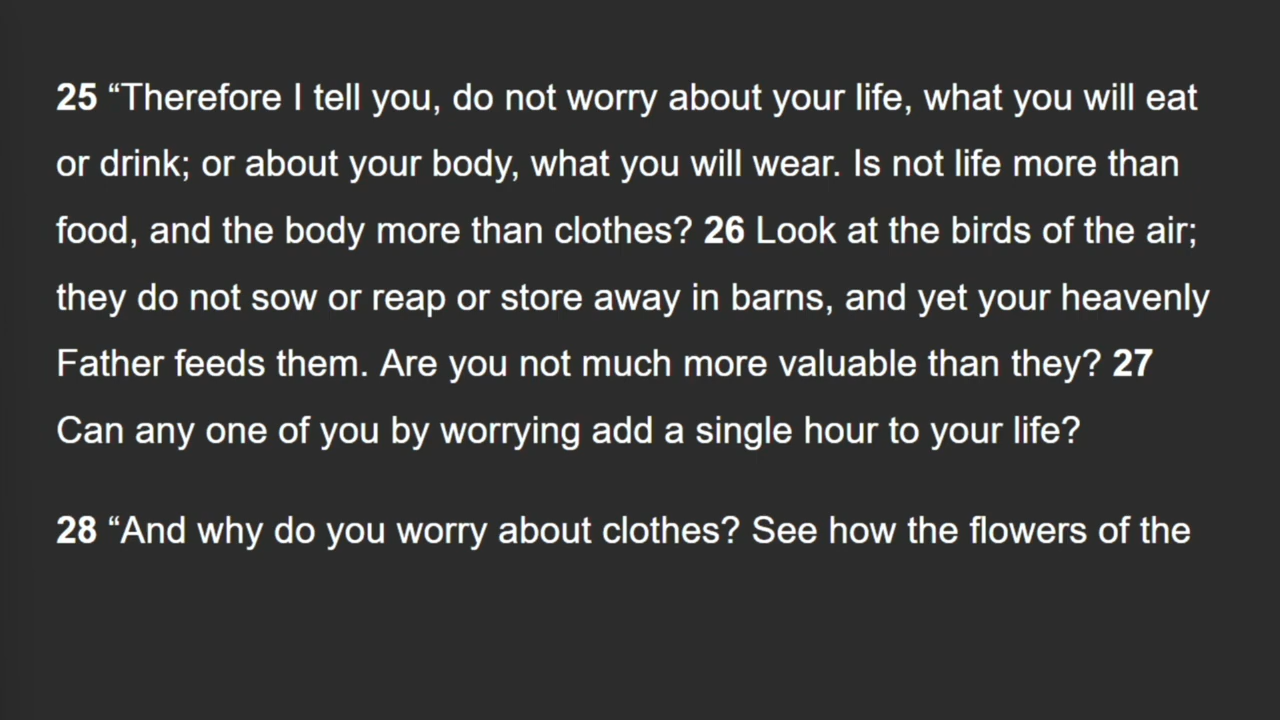 25 “Therefore I tell you, do not worry about your life, what you will eat
or drink; or about your body, what you will wear. Is not life more than
food, and the body more than clothes? 26 Look at the birds of the air;
they do not sow or reap or store away in barns, and yet your heavenly
Father feeds them. Are you not much more valuable than they? 27
Can any one of you by worrying add a single hour to your life?
28 “And why do you worry about clothes? See how the flowers of the